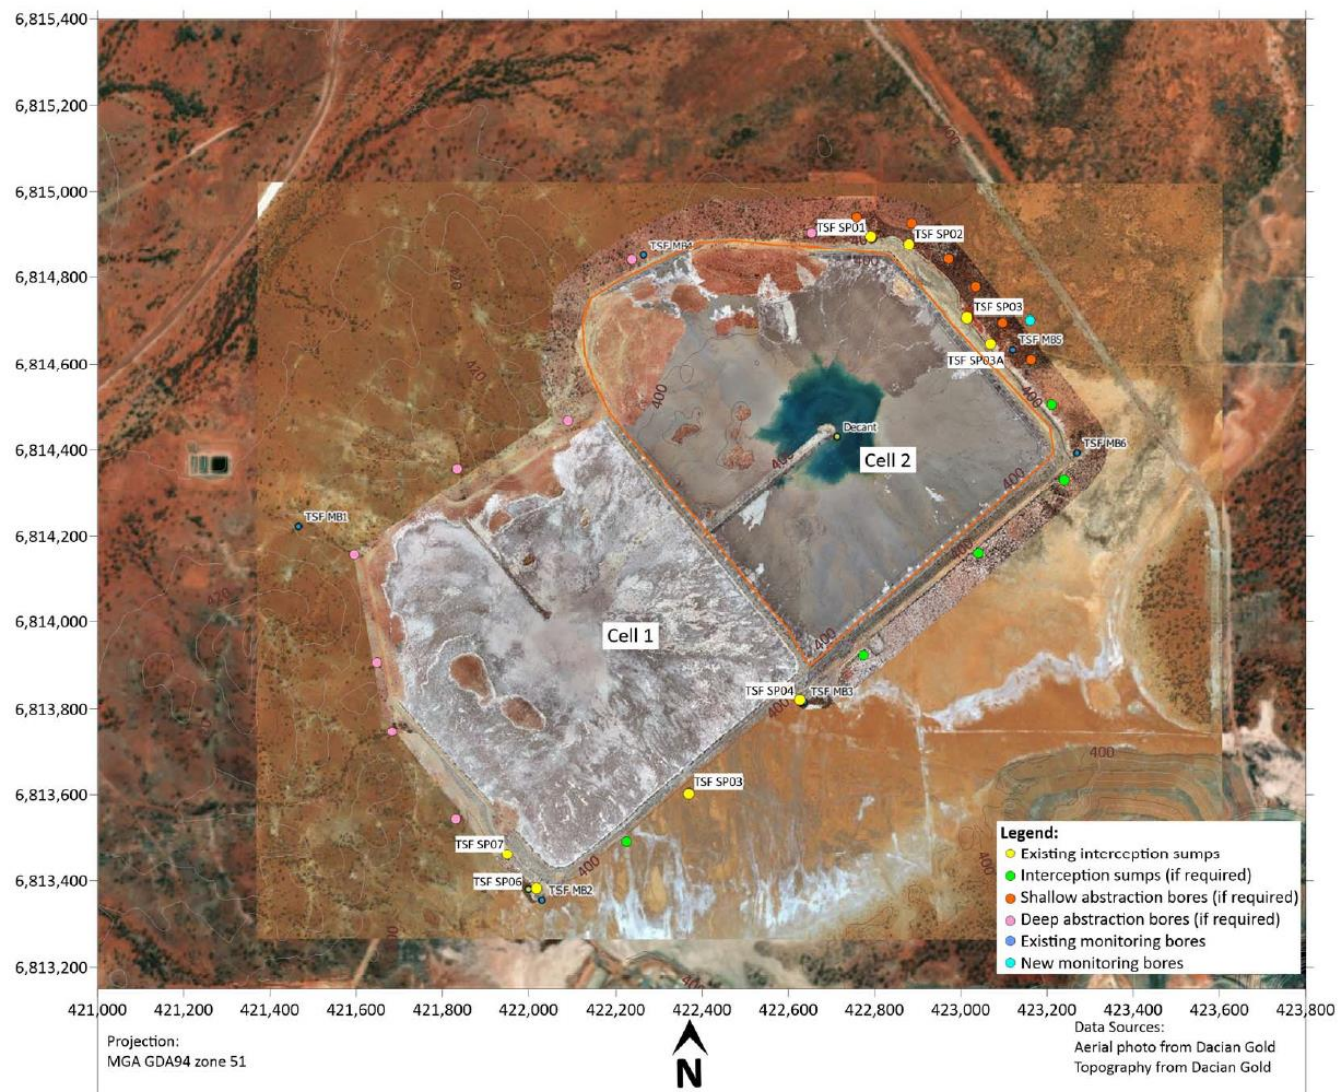 6,815,400
6,815,200
6,815,000
6,814,800
6,814,600
6,814,400
6,814,200
6,814,000
6,813,800
6,813,600
6,813,400
6,813,200
TSF SP01
TSF SP02
TSF MB4
400
TSF SP03
TSF MB5
TSF SP03A
420
420
400
400
Decant
TSF MB6
Cell 2
400
400
TSF MB1
400
420
Cell 1
400
TSF SP04
TSF MB3
400
400
TSF SP03
TSF SP07
400
400
TSF SP06
TSF MB2
Legend:
Existing interception sumps
Interception sumps (if required)
Shallow abstraction bores (if required)
Deep abstraction bores (if required)
Existing monitoring bores
New monitoring bores
421,000
421,200
421,400
421,600
421,800
422,000
422,200
422,400
422,600
422,800
423,000
423,200
423,400
423,600
423,800
Projection:
MGA GDA94 zone 51
N
Data Sources:
Aerial photo from Dacian Gold
Topography from Dacian Gold